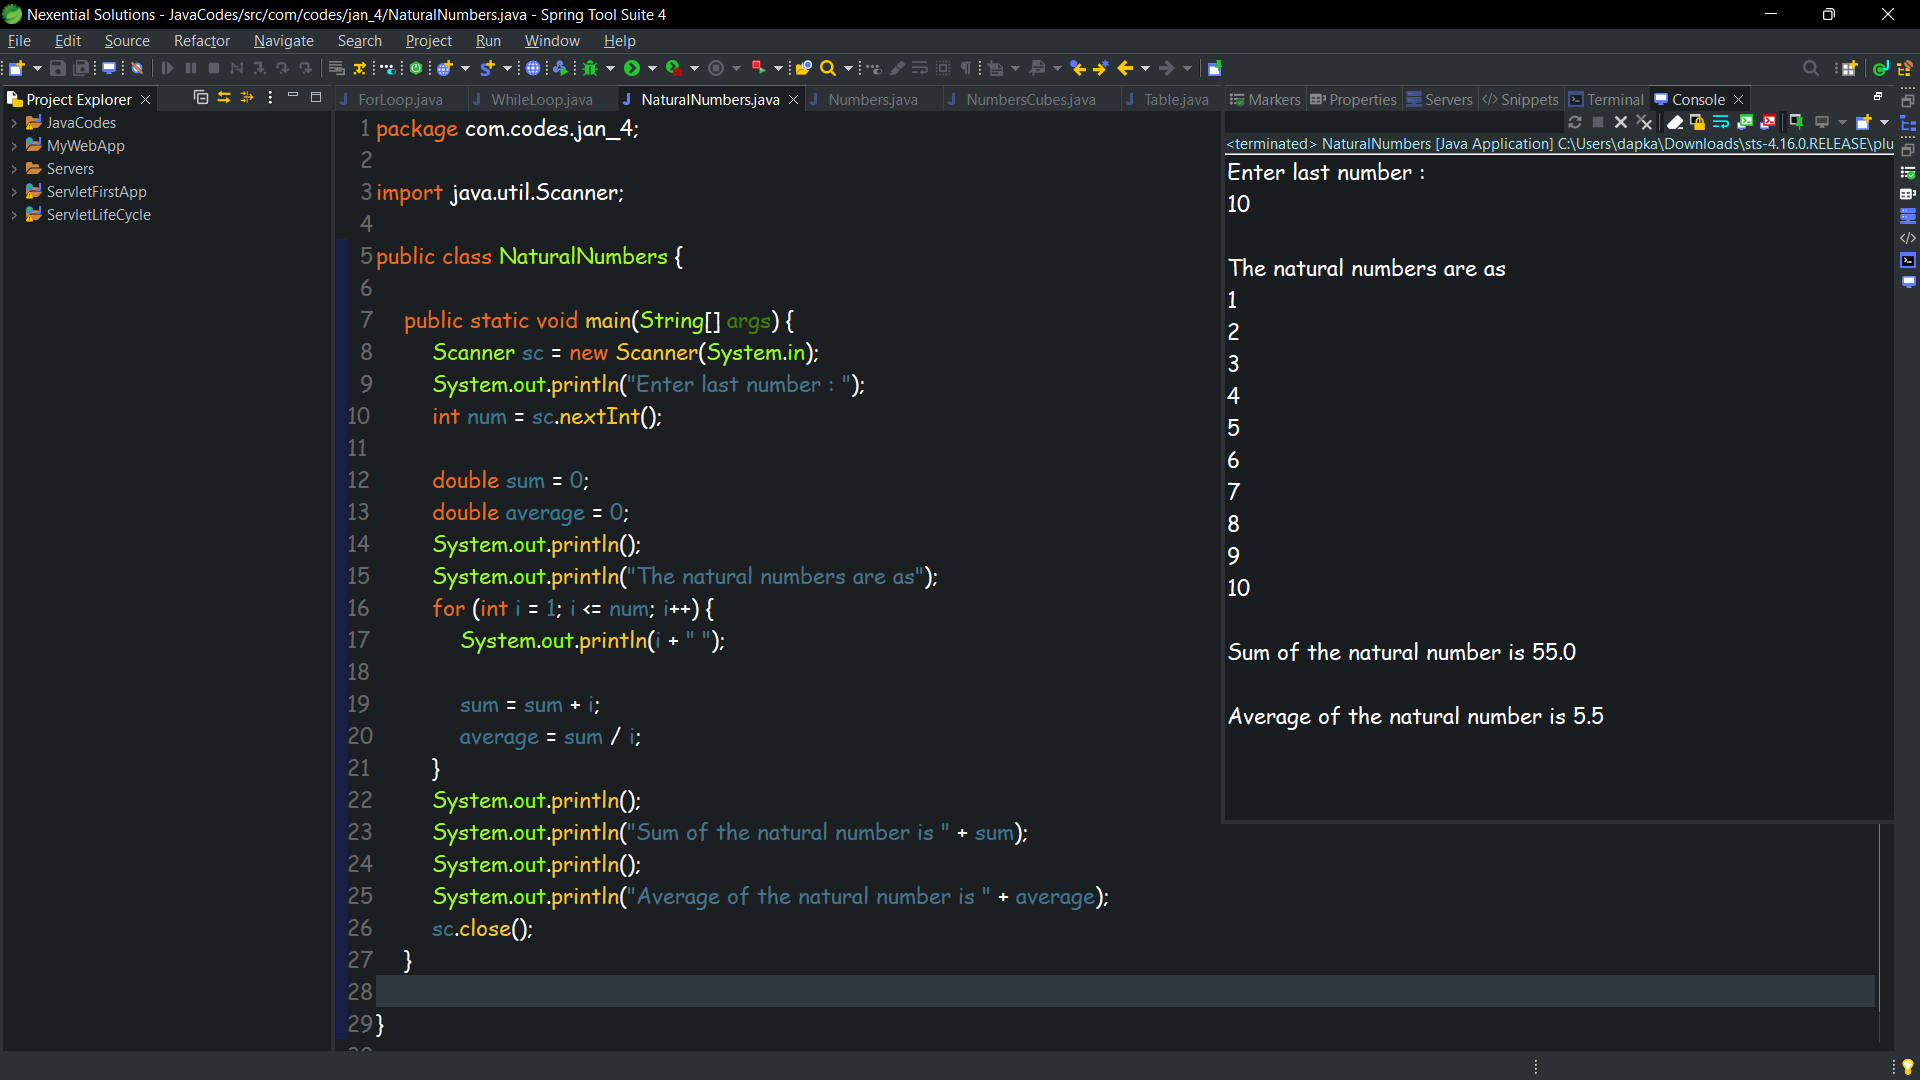 Nexential Solutions - JavaCodes/src/com/codes/jan_4/NaturalNumbers.java - Spring Tool Suite 4
File Edit Source Refactor Navigate Search Project Run Window Help
Project Explorer
JavaCodes
MyWebApp
Servers
ServletFirstApp
ServletLifeCycle
ForLoop.java WhileLoop.java NaturalNumbers.java Numbers.java NumbersCubes.java Table.java
1 package com.codes.jan_4;
2
3 import java.util.Scanner;
4
5 public class NaturalNumbers {
6
7 public static void main(String[] args) {
8 Scanner sc = new Scanner(System.in);
9 System.out.println("Enter last number : ");
10 int num = sc.nextInt();
11
12 double sum = 0;
13 double average = 0;
14 System.out.println();
15 System.out.println("The natural numbers are as");
16 for (int i = 1; i <= num; i++) {
17 System.out.println(i + " ");
18
19 sum = sum + i;
20 average = sum / i;
21 }
22 System.out.println();
23 System.out.println("Sum of the natural number is " + sum);
24 System.out.println();
25 System.out.println("Average of the natural number is " + average);
26 sc.close();
27 }
28
29 }
Markers Properties Servers Snippets Terminal Console
<terminated> NaturalNumbers [Java Application] C:\Users\dapka\Downloads\sts-4.16.0.RELEASE\plu
Enter last number :
10
The natural numbers are as
1
2
3
4
5
6
7
8
9
10
Sum of the natural number is 55.0
Average of the natural number is 5.5